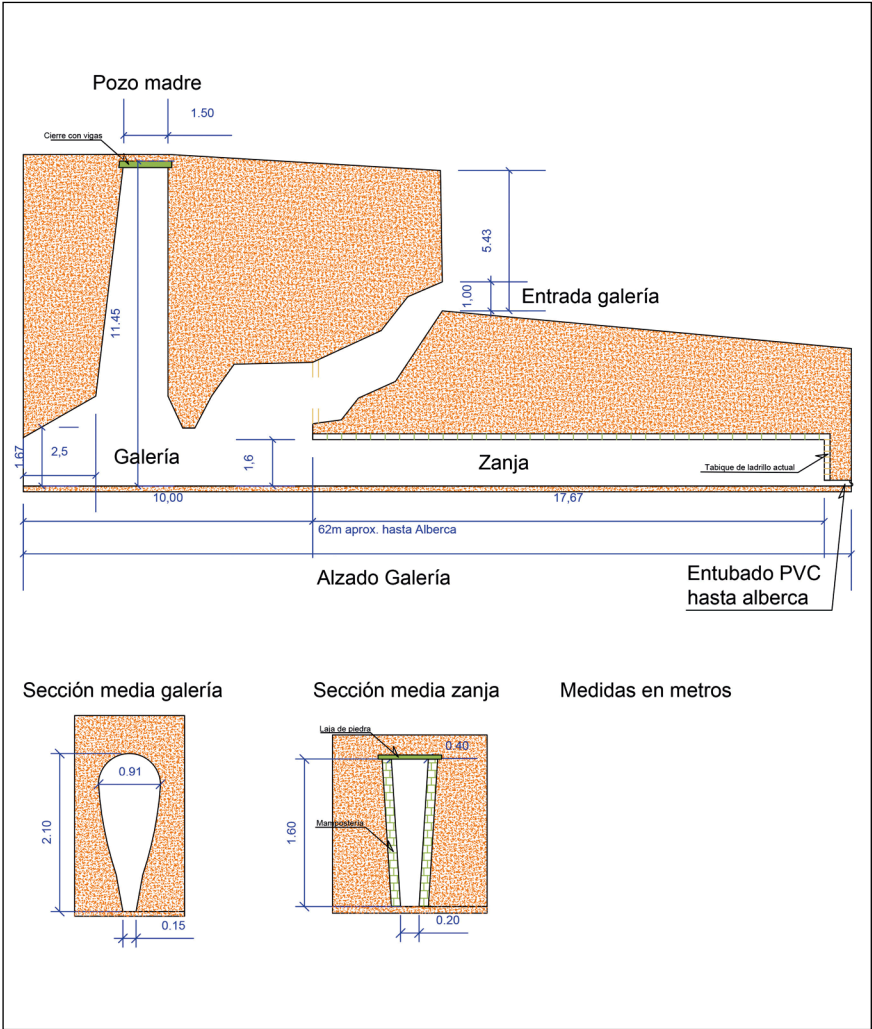 Pozo madre
1.50
Cierre con vigas
5.43
1,00
Entrada galería
11.45
1.67
2,5
Galería
1,6
Zanja
Tabique de ladrillo actual
10,00
17,67
62m aprox. hasta Alberca
Alzado Galería
Entubado PVC
hasta alberca
Sección media galería
Sección media zanja
Medidas en metros
Laja de piedra
0.40
0.91
2.10
1.60
Mampostería
0.15
0.20